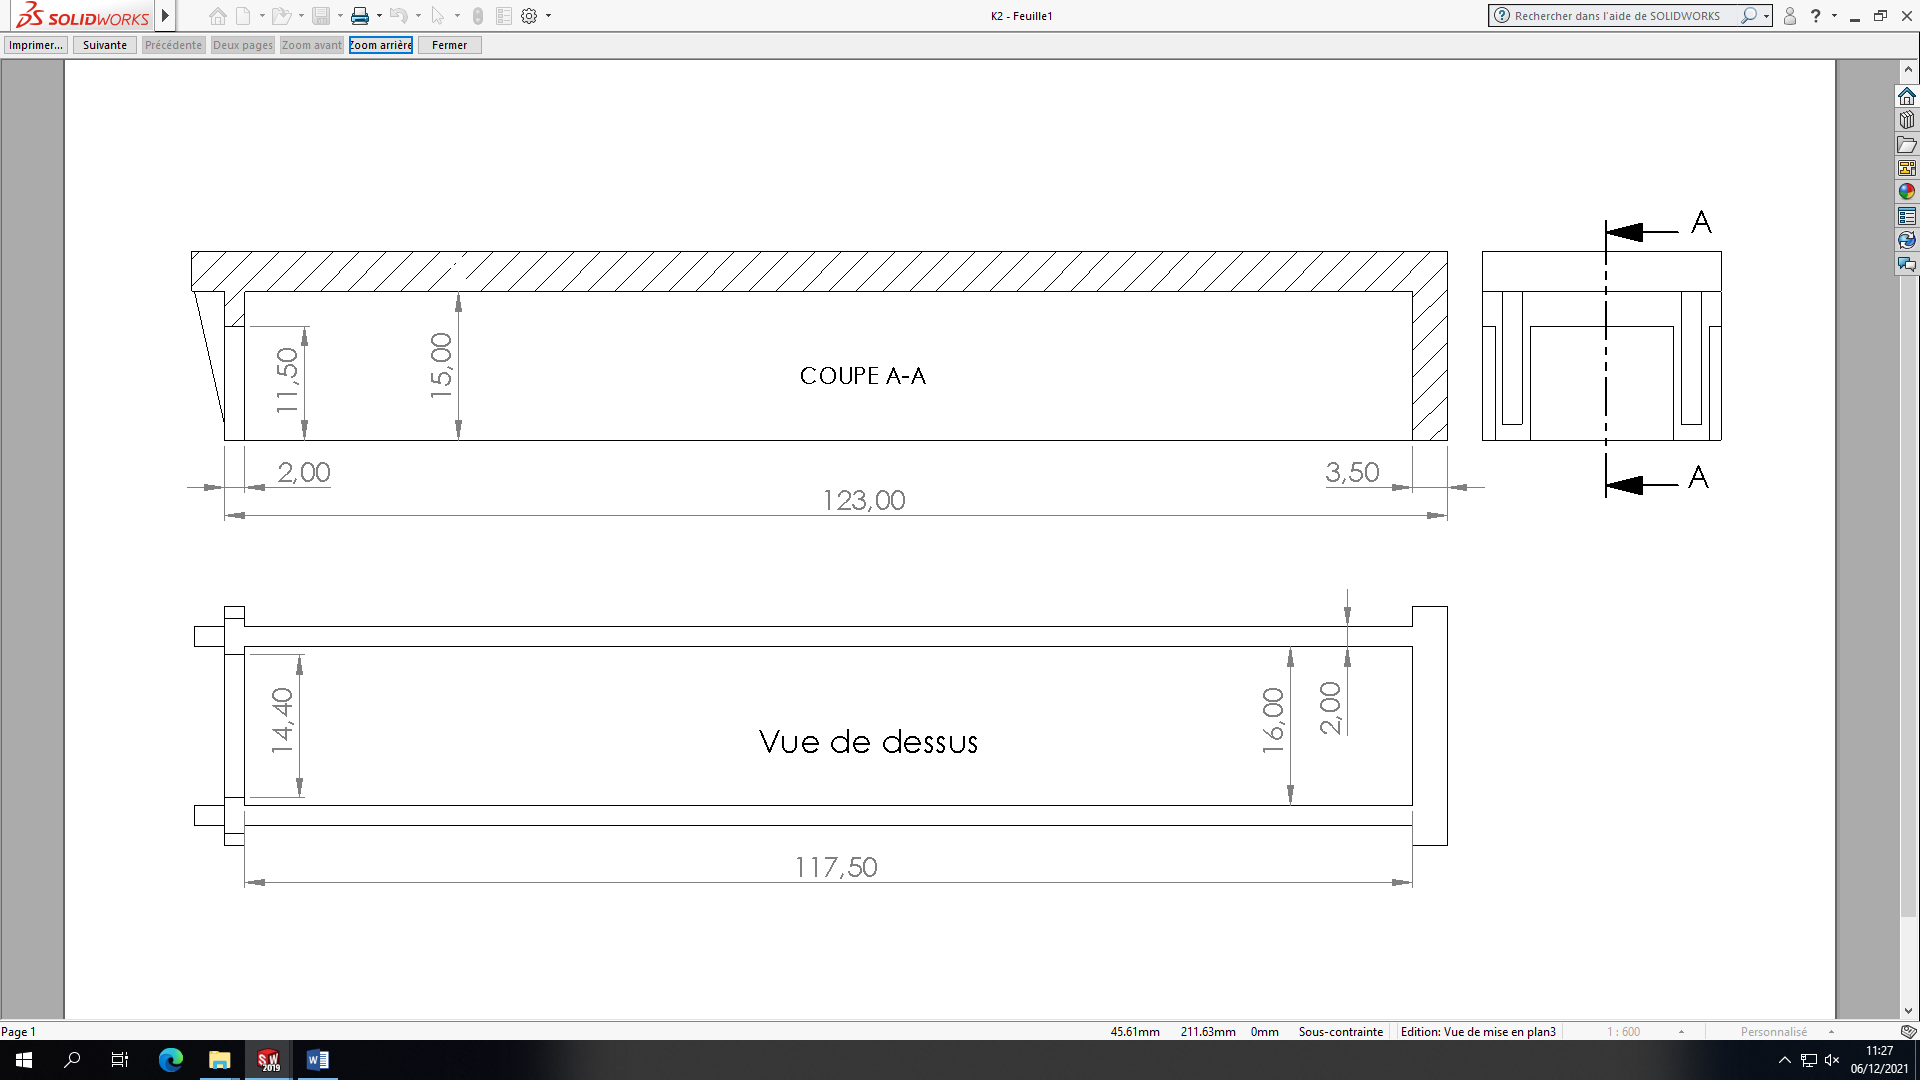 SOLIDWORKS
K2 - Feuille1
Rechercher dans l'aide de SOLIDWORKS
Imprimer...
Suivante
Précédente
Deux pages
Zoom avant
Zoom arrière
Fermer
A
11,50
15,00
COUPE A-A
2,00
3,50
A
123,00
14,40
Vue de dessus
16,00
2,00
117,50
Page 1
45.61mm
211.63mm
0mm
Sous-contrainte
Edition: Vue de mise en plan3
1 : 600
Personnalisé
SW
2019
W
11:27
06/12/2021